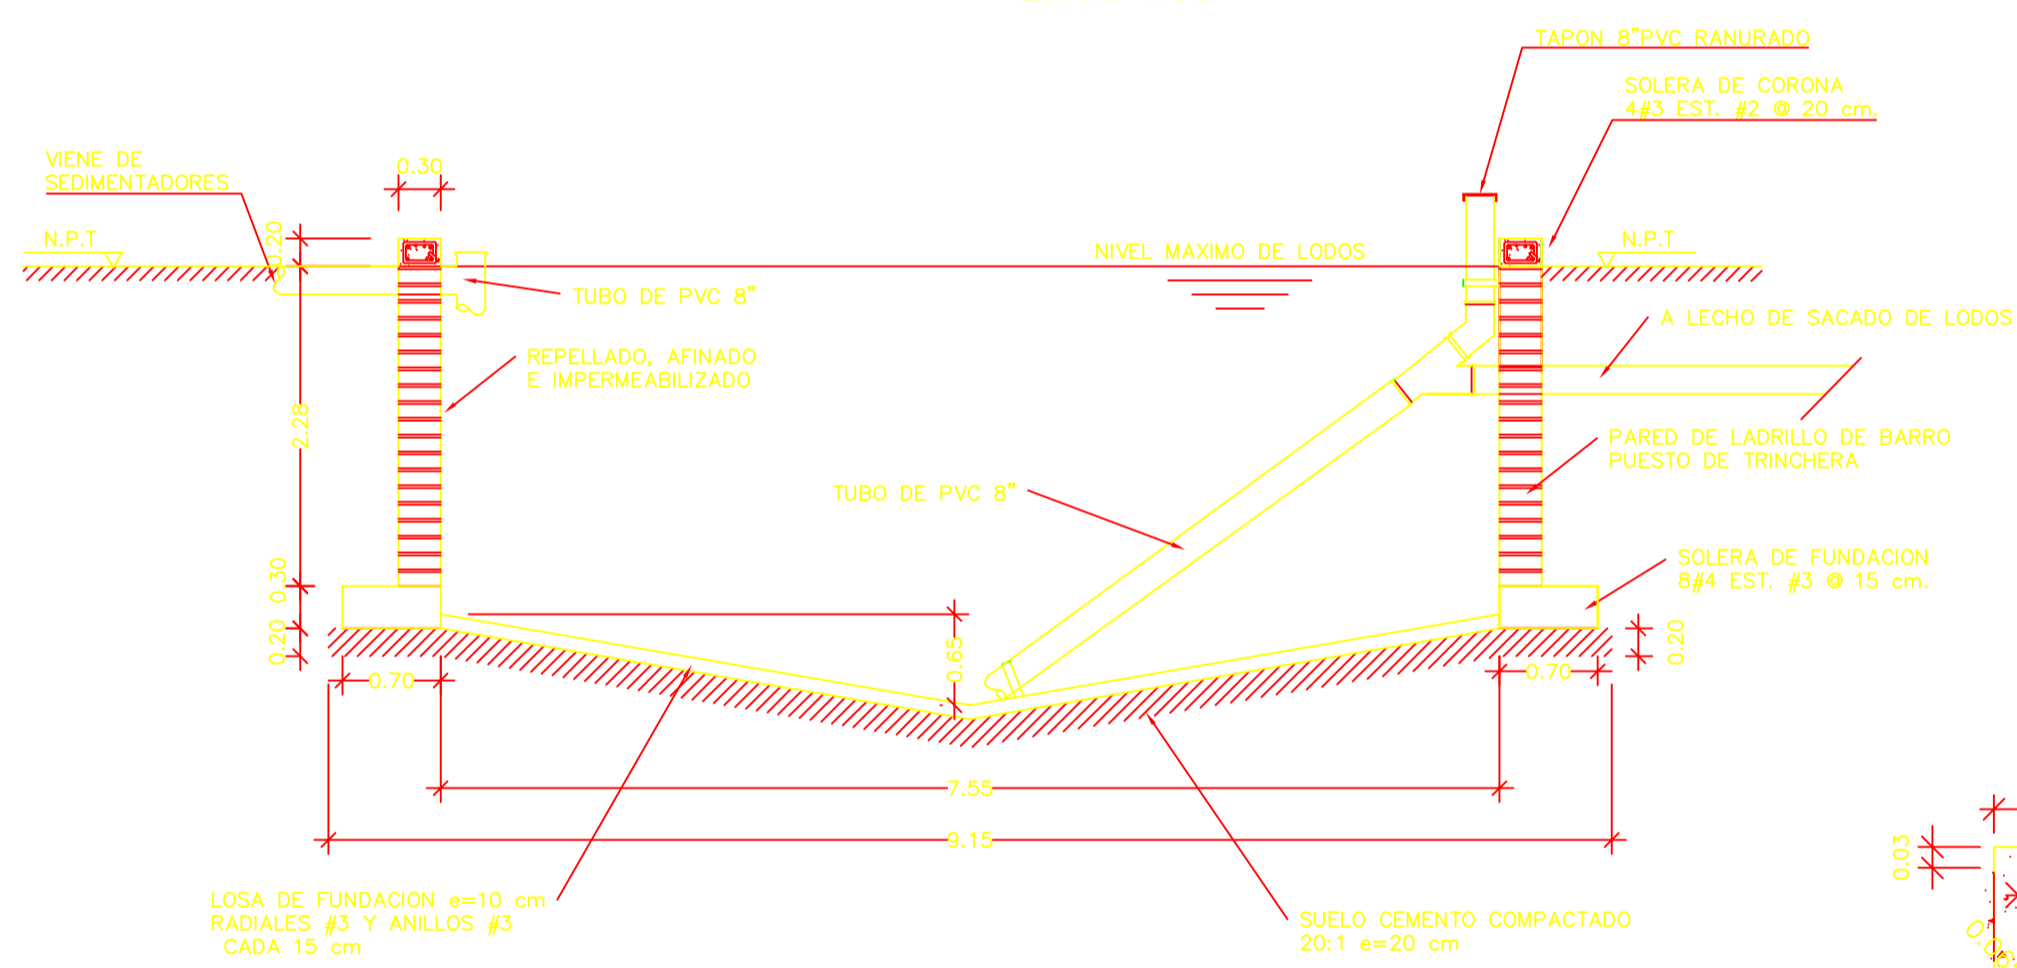 TAPON 8"PVC RANURADO
SOLERA DE CORONA
4#3 EST. #2 @ 20 cm.
VIENE DE
SEDIMENTADORES
0.30
0.20
N.P.T
NIVEL MAXIMO DE LODOS
N.P.T
TUBO DE PVC 8"
A LECHO DE SACADO DE LODOS
REPELLADO, AFINADO
E IMPERMEABILIZADO
2.28
PARED DE LADRILLO DE BARRO
PUESTO DE TRINCHERA
TUBO DE PVC 8"
SOLERA DE FUNDACION
8#4 EST. #3 @ 15 cm.
0.30
0.20
0.65
0.20
0.70
0.70
7.55
9.15
0.03
LOSA DE FUNDACION e=10 cm
RADIALES #3 Y ANILLOS #3
CADA 15 cm
SUELO CEMENTO COMPACTADO
20:1 e=20 cm